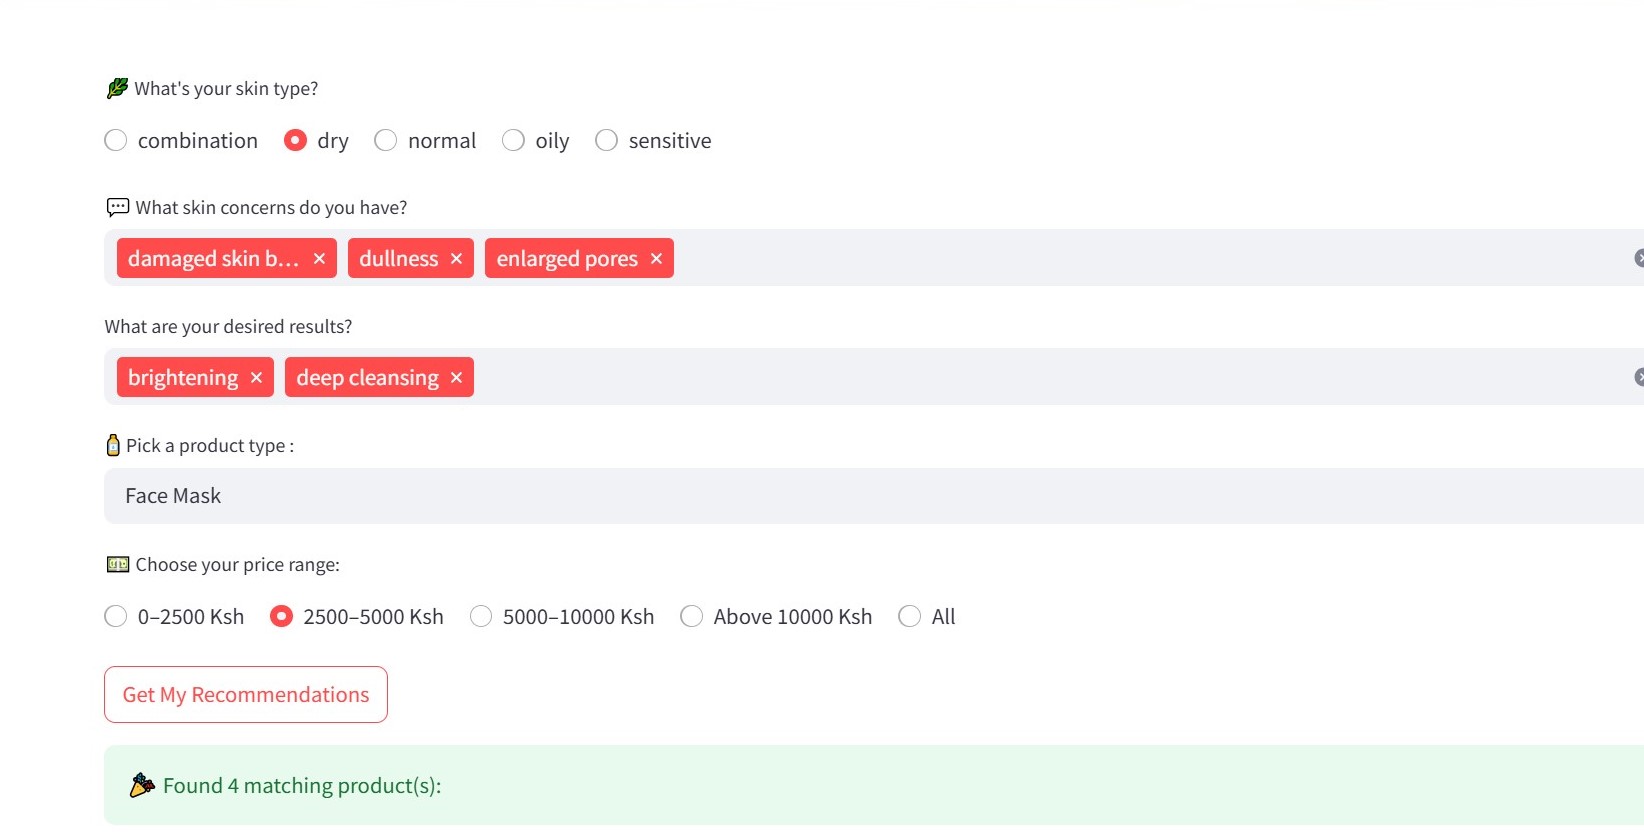 What's your skin type?
combination dry normal oily sensitive
What skin concerns do you have?
damaged skin b... × dullness × enlarged pores ×
What are your desired results?
brightening × deep cleansing ×
Pick a product type :
Face Mask
Choose your price range:
0–2500 Ksh 2500–5000 Ksh 5000–10000 Ksh Above 10000 Ksh All
Get My Recommendations
Found 4 matching product(s):